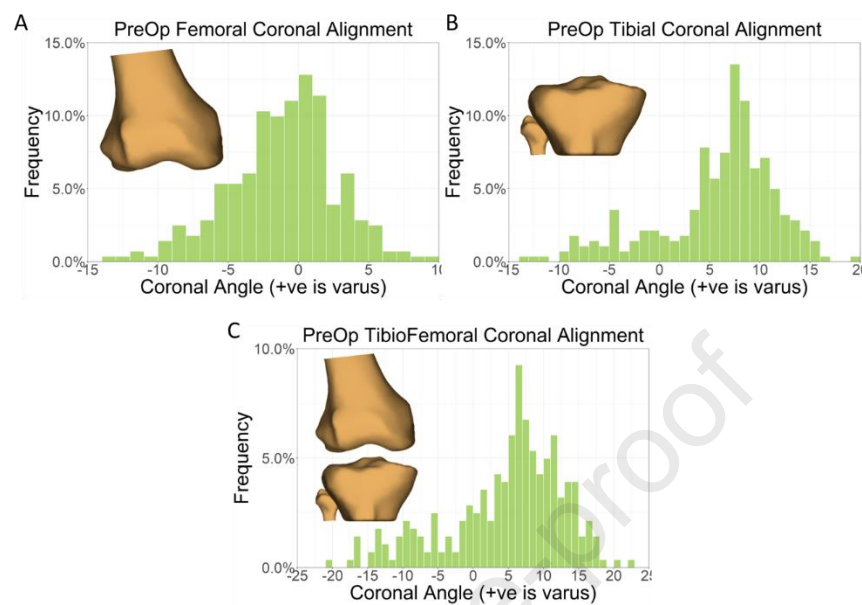 A
PreOp Femoral Coronal Alignment
15.0%
10.0%
5.0%
0.0%
Frequency
-15
-10
-5
0
5
10
Coronal Angle (+ve is varus)
B
PreOp Tibial Coronal Alignment
15.0%
10.0%
5.0%
0.0%
Frequency
-15
-10
-5
0
5
10
15
20
Coronal Angle (+ve is varus)
C
PreOp TibioFemoral Coronal Alignment
10.0%
5.0%
0.0%
Frequency
-25
-20
-15
-10
-5
0
5
10
15
20
25
Coronal Angle (+ve is varus)
e-proof